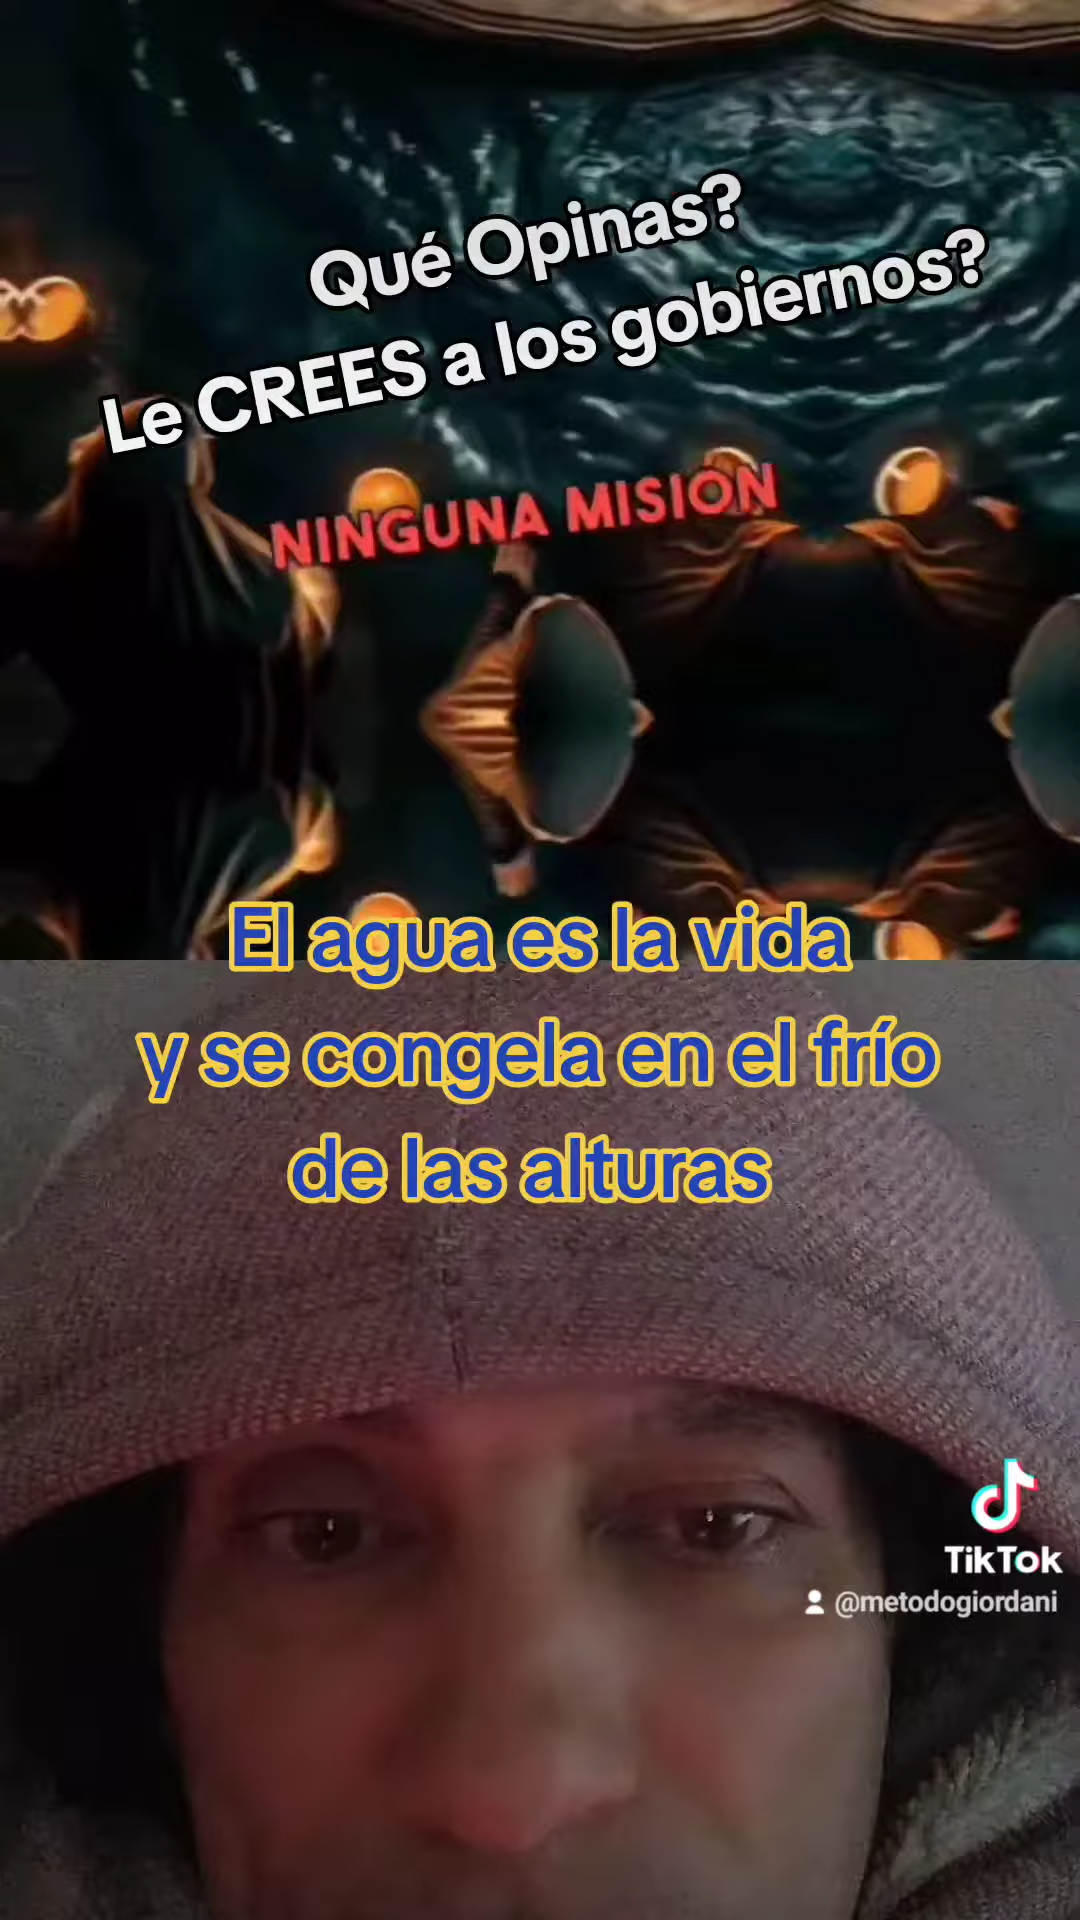 Qué Opinas?
Le CREES a los gobiernos?
NINGUNA MISIÓN
El agua es la vida
y se congela en el frío
de las alturas
TikTok
@metodogiordani